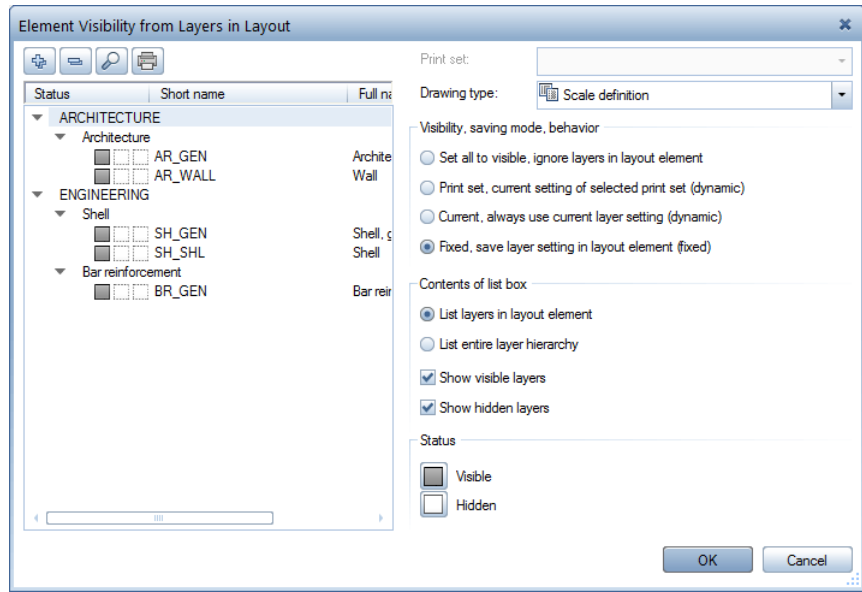 Element Visibility from Layers in Layout
Status Short name Full na
ARCHITECTURE
Architecture
AR_GEN Archite
AR_WALL Wall
ENGINEERING
Shell
SH_GEN Shell, g
SH_SHL Shell
Bar reinforcement
BR_GEN Bar reir
Print set:
Drawing type: Scale definition
Visibility, saving mode, behavior
Set all to visible, ignore layers in layout element
Print set, current setting of selected print set (dynamic)
Current, always use current layer setting (dynamic)
Fixed, save layer setting in layout element (fixed)
Contents of list box
List layers in layout element
List entire layer hierarchy
Show visible layers
Show hidden layers
Status
Visible
Hidden
OK Cancel